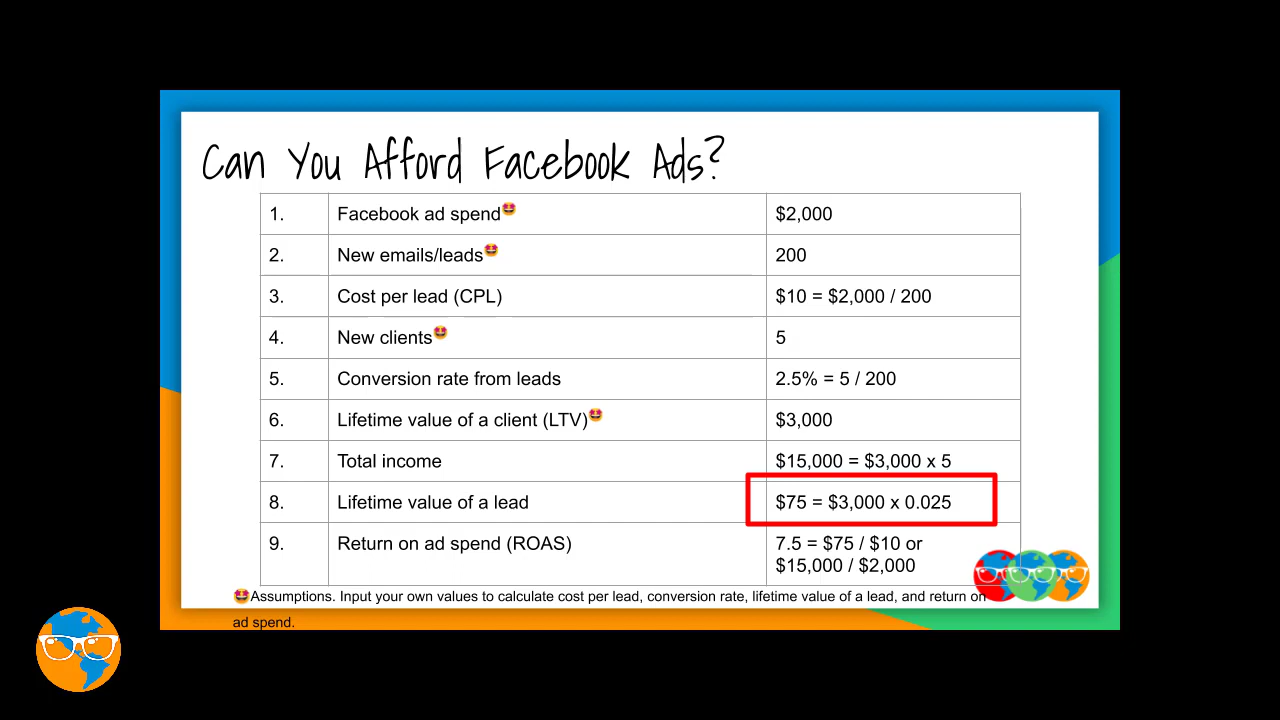 Can You Afford Facebook Ads?
1. Facebook ad spend🤩 $2,000
2. New emails/leads🤩 200
3. Cost per lead (CPL) $10 = $2,000 / 200
4. New clients🤩 5
5. Conversion rate from leads 2.5% = 5 / 200
6. Lifetime value of a client (LTV)🤩 $3,000
7. Total income $15,000 = $3,000 x 5
8. Lifetime value of a lead $75 = $3,000 x 0.025
9. Return on ad spend (ROAS) 7.5 = $75 / $10 or
$15,000 / $2,000
🤩Assumptions. Input your own values to calculate cost per lead, conversion rate, lifetime value of a lead, and return on
ad spend.